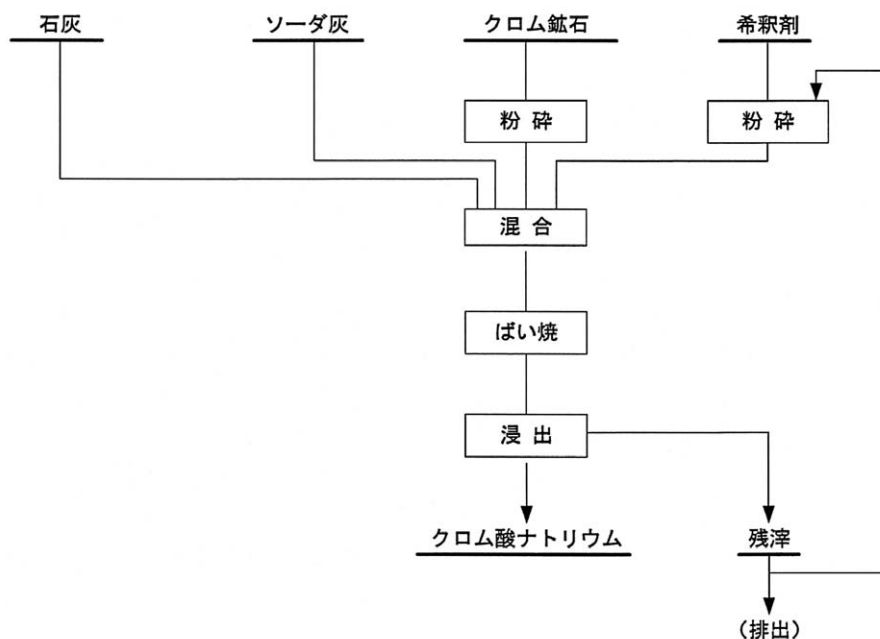 石灰
ソーダ灰
クロム鉱石
希釈剤
粉砕
粉砕
混合
ばい焼
浸出
クロム酸ナトリウム
残滓
(排出)